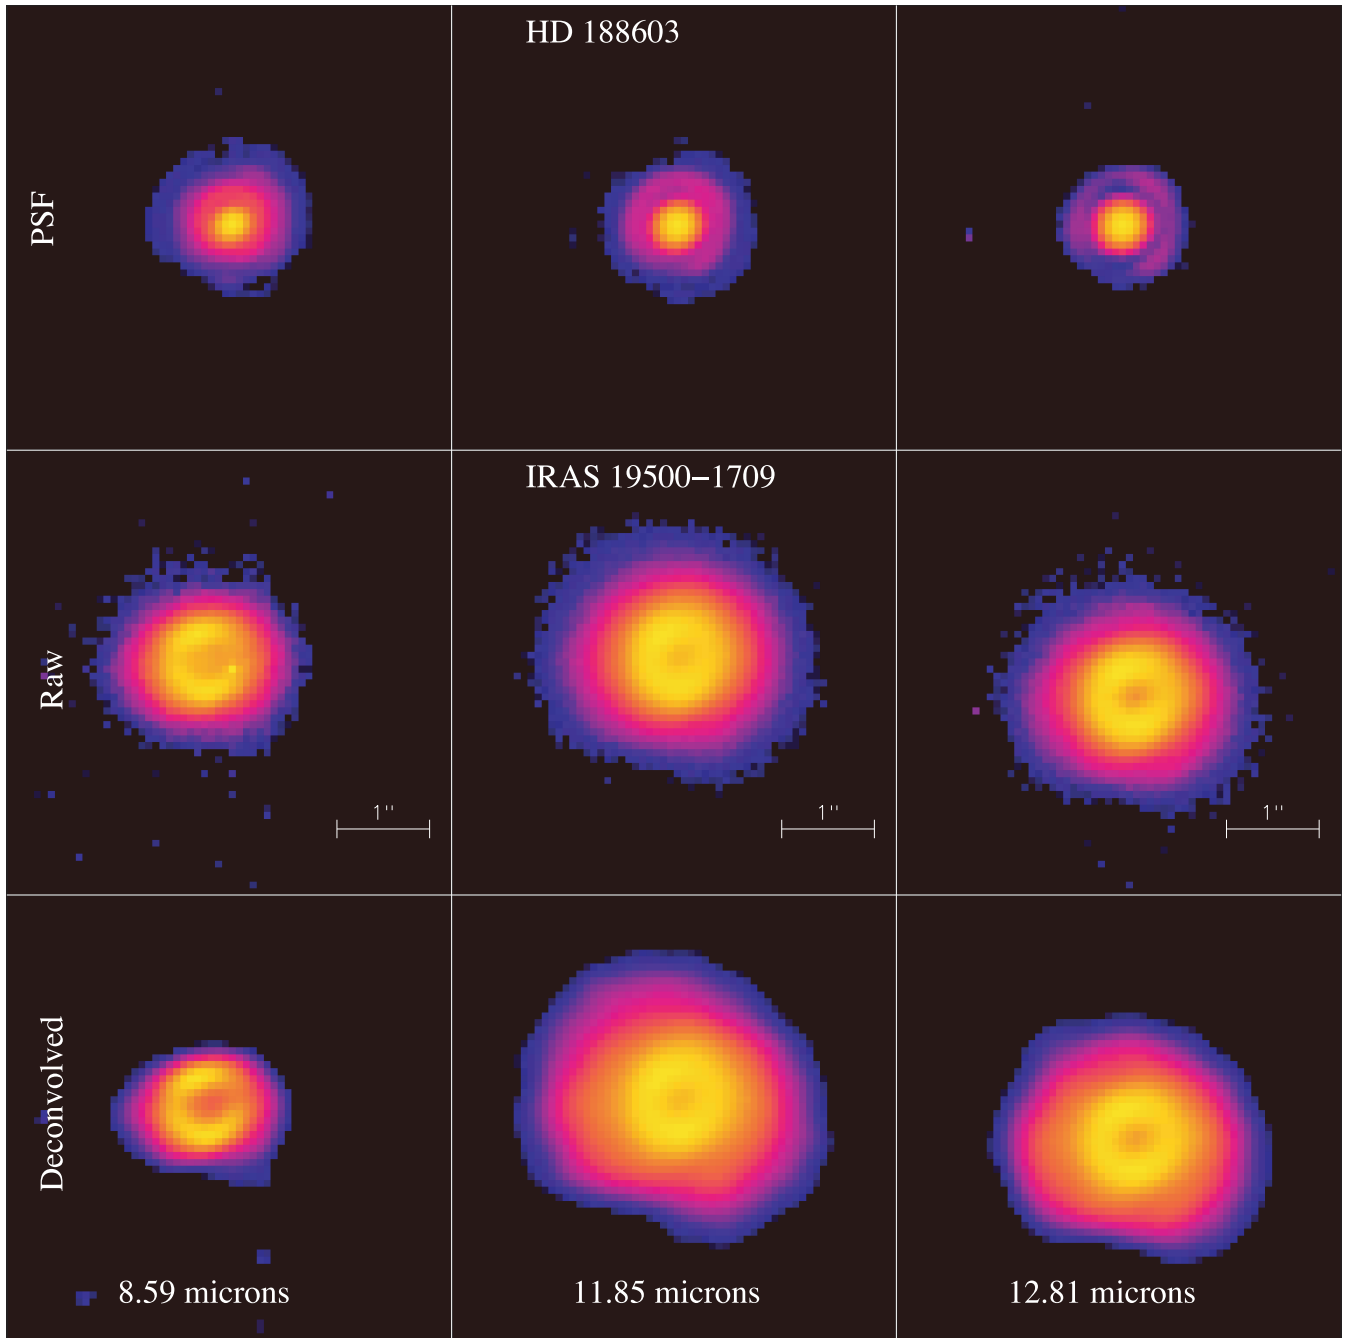 HD 188603
PSF
IRAS 19500−1709
Raw
1''
1''
1''
Deconvolved
8.59 microns
11.85 microns
12.81 microns